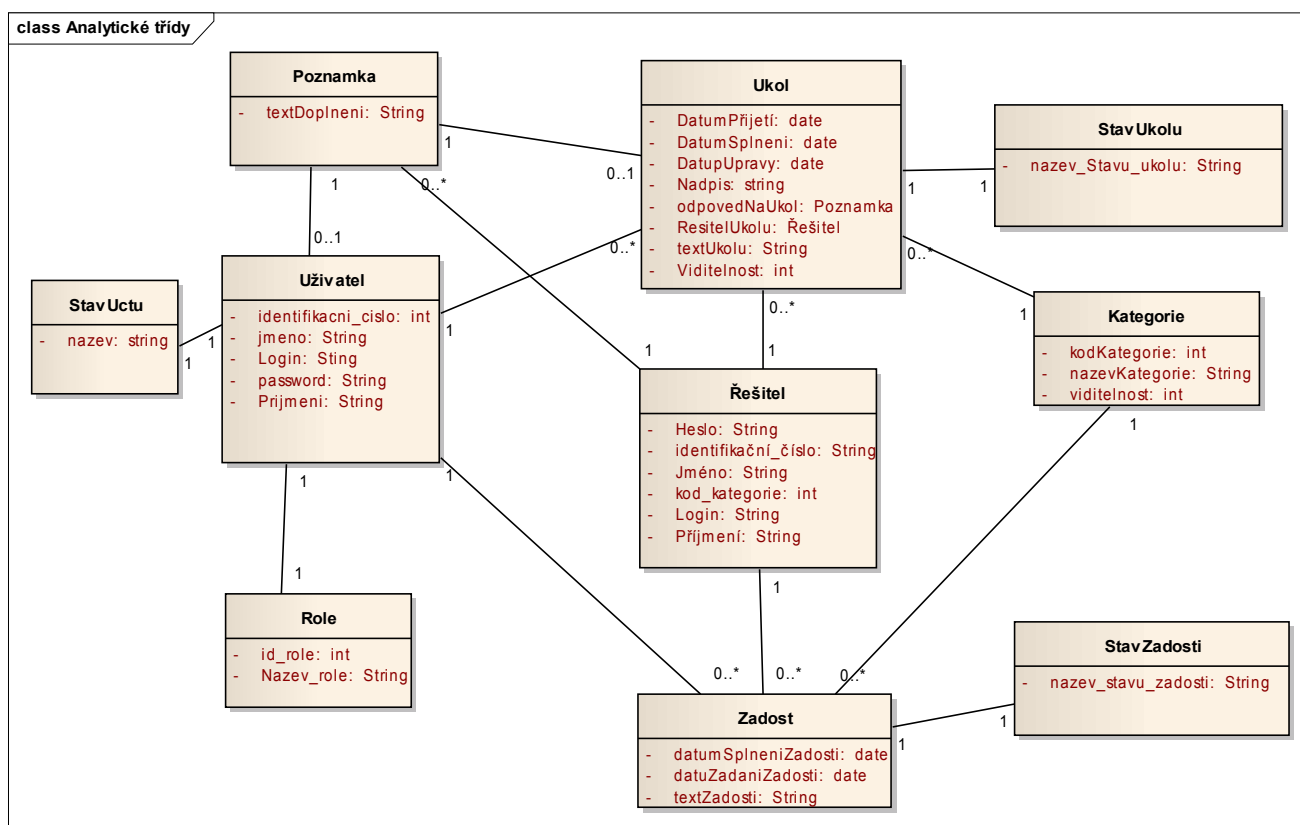 class Analytické třídy
Poznamka
- textDoplneni: String
Ukol
- DatumPřijetí: date
- DatumSplneni: date
- DatupUpravy: date
- Nadpis: string
- odpovedNaUkol: Poznamka
- ResitelUkolu: Řešitel
- textUkolu: String
- Viditelnost: int
StavUkolu
- nazev_Stavu_ukolu: String
1
0..1
1
0..*
1
1
1
0..1
0..*
0..*
StavUctu
- nazev: string
Uživatel
- identifikacni_cislo: int
- jmeno: String
- Login: Sting
- password: String
- Prijmeni: String
Kategorie
- kodKategorie: int
- nazevKategorie: String
- viditelnost: int
1
1
1
0..*
1
1
1
Řešitel
- Heslo: String
- identifikační_číslo: String
- Jméno: String
- kod_kategorie: int
- Login: String
- Příjmení: String
1
1
1
1
1
Role
- id_role: int
- Nazev_role: String
StavZadosti
- nazev_stavu_zadosti: String
0..*
0..*
0..*
Zadost
- datumSplneniZadosti: date
- datuZadaniZadosti: date
- textZadosti: String
1
1